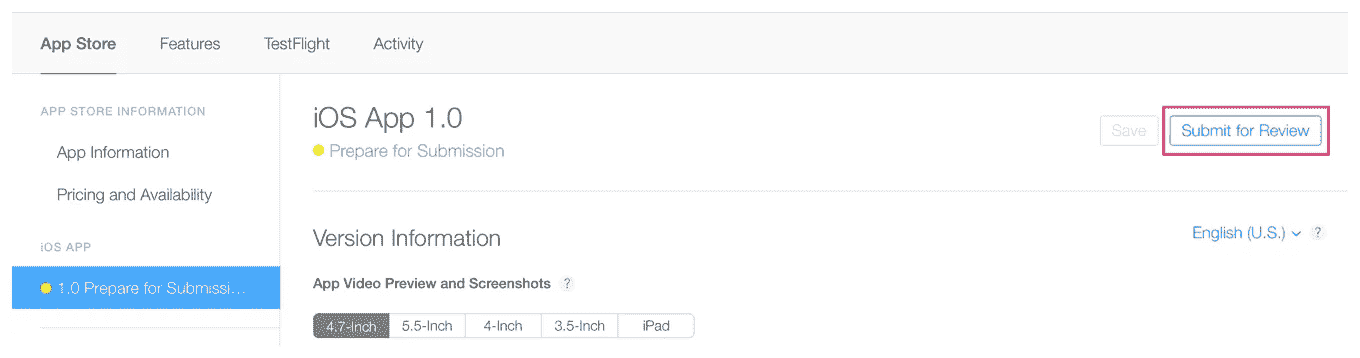 App Store Features TestFlight Activity
APP STORE INFORMATION
App Information
Pricing and Availability
iOS APP
1.0 Prepare for Submissi...
iOS App 1.0
Prepare for Submission
Save Submit for Review
Version Information
English (U.S.) ?
App Video Preview and Screenshots ?
4.7-Inch 5.5-Inch 4-Inch 3.5-Inch iPad